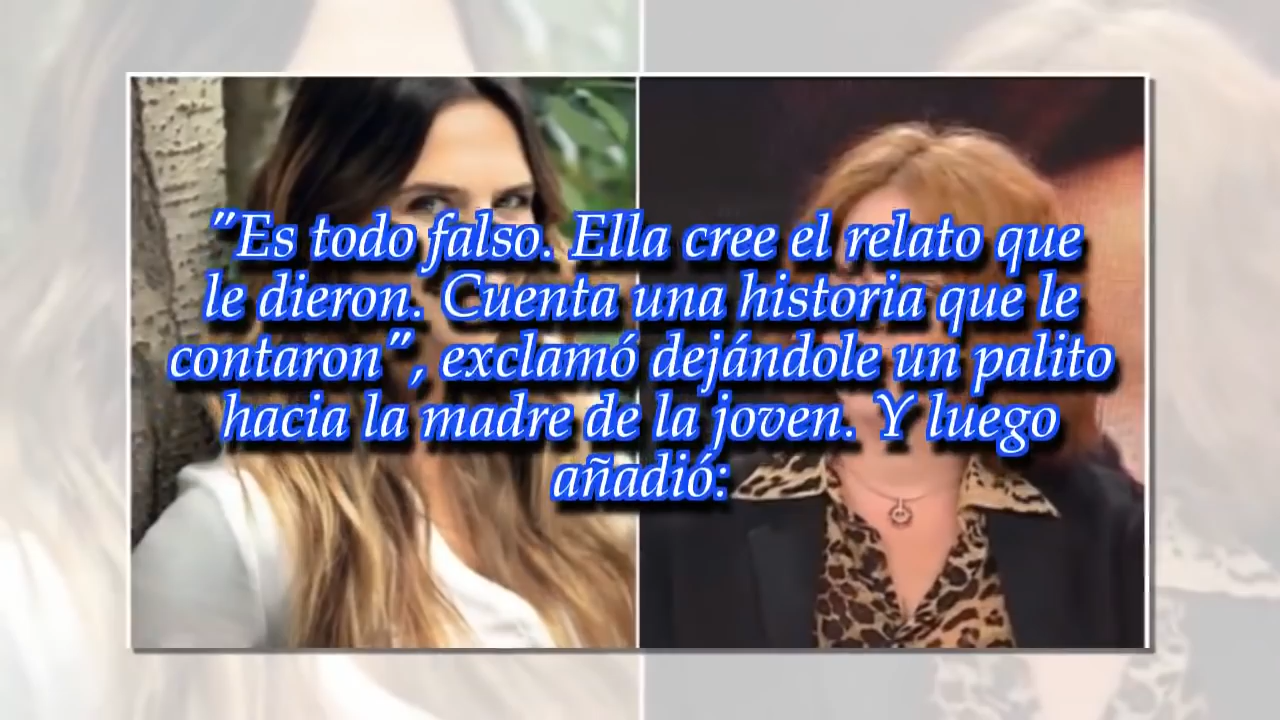 "Es todo falso. Ella cree el relato que
le dieron. Cuenta una historia que le
contaron", exclamó dejándole un palito
hacia la madre de la joven. Y luego
añadió: